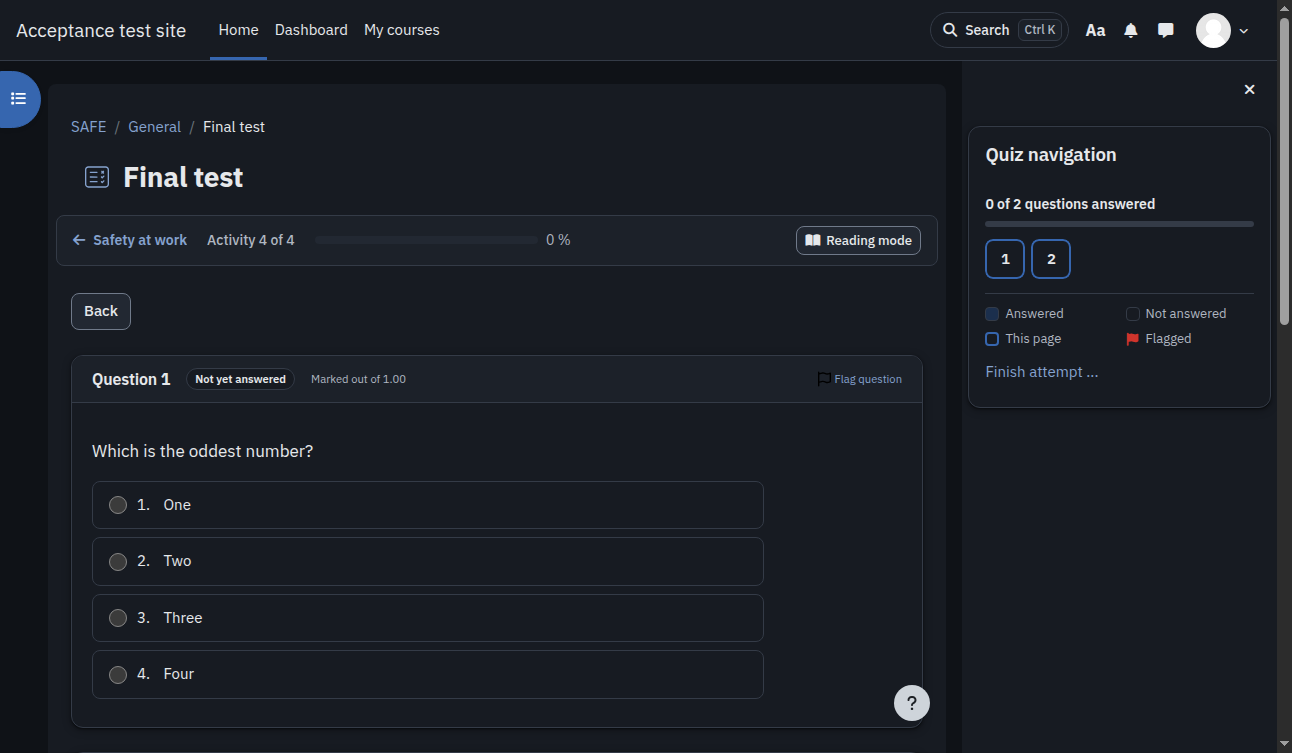 Acceptance test site Home Dashboard My courses Search Ctrl K Aa
SAFE / General / Final test
Final test
Safety at work Activity 4 of 4 0 % Reading mode
Back
Question 1 Not yet answered Marked out of 1.00 Flag question
Which is the oddest number?
1. One
2. Two
3. Three
4. Four
?
Quiz navigation
0 of 2 questions answered
1 2
Answered Not answered
This page Flagged
Finish attempt ...